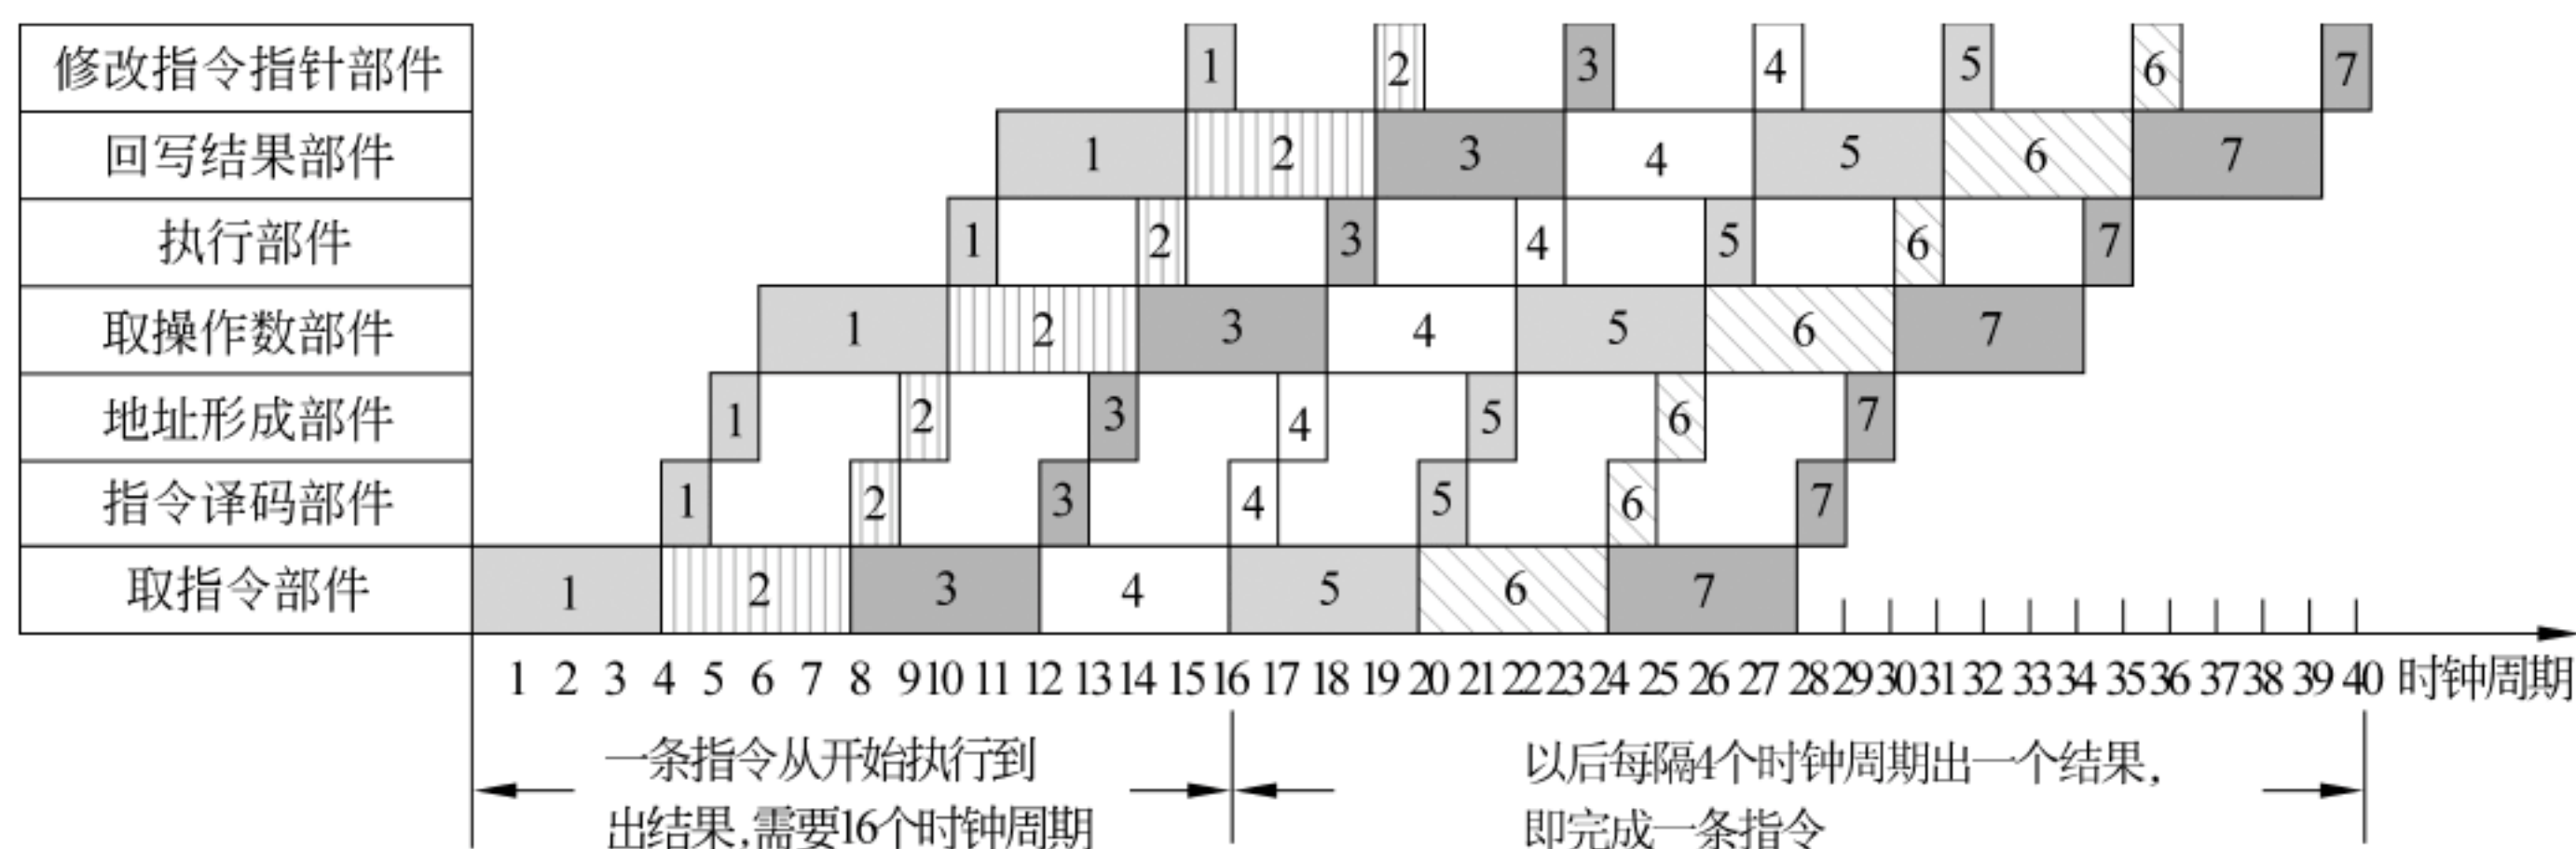 修改指令指针部件 1 2 3 4 5 6 7
回写结果部件 1 2 3 4 5 6 7
执行部件 1 2 3 4 5 6 7
取操作数部件 1 2 3 4 5 6 7
地址形成部件 1 2 3 4 5 6 7
指令译码部件 1 2 3 4 5 6 7
取指令部件 1 2 3 4 5 6 7
1 2 3 4 5 6 7 8 9 10 11 12 13 14 15 16 17 18 19 20 21 22 23 24 25 26 27 28 29 30 31 32 33 34 35 36 37 38 39 40 时钟周期
一条指令从开始执行到
出结果,需要16个时钟周期
以后每隔4个时钟周期出一个结果,
即完成一条指令